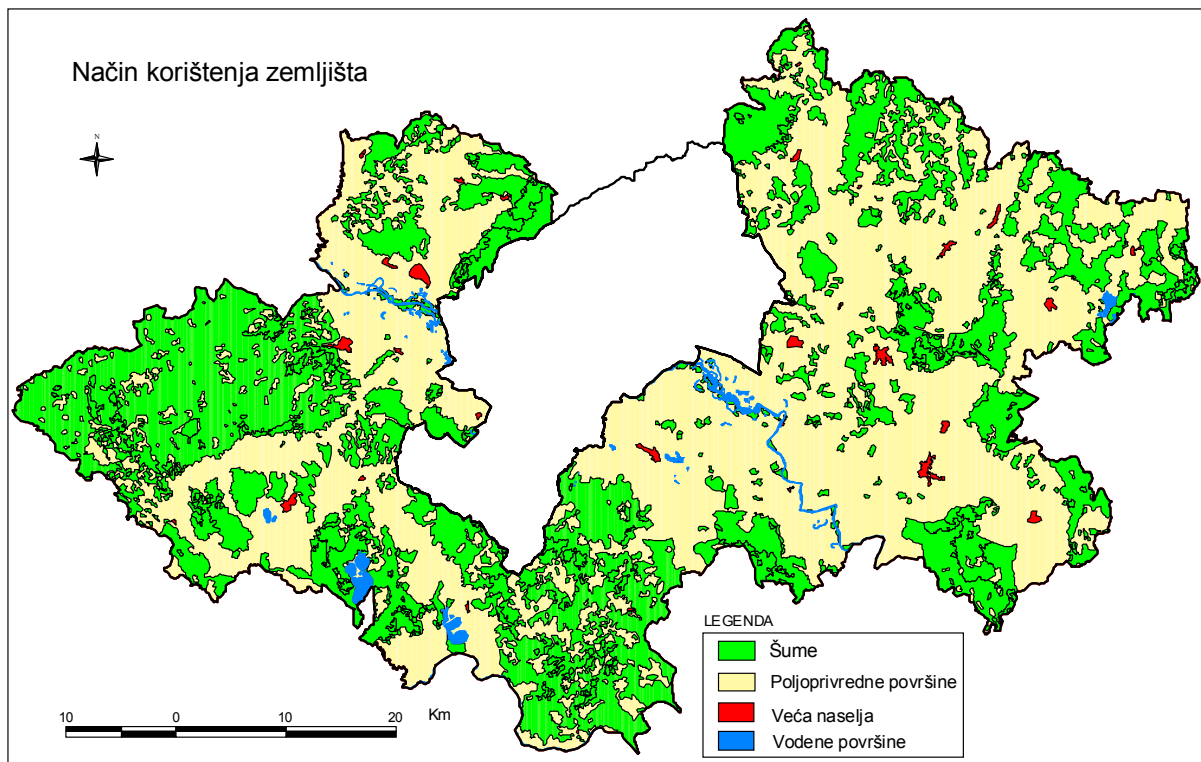 Način korištenja zemljišta
N
LEGENDA
Šume
Poljoprivredne površine
Veća naselja
Vodene površine
10 0 10 20 Km